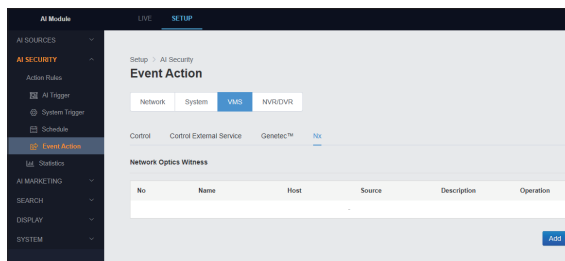 AI Module
LIVE SETUP
AI SOURCES
AI SECURITY
Action Rules
AI Trigger
System Trigger
Schedule
Event Action
Statistics
AI MARKETING
SEARCH
DISPLAY
SYSTEM
Setup > AI Security
Event Action
Network System VMS NVR/DVR
Cortrol Cortrol External Service Genetec™ Nx
Network Optics Witness
No Name Host Source Description Operation
--
Add